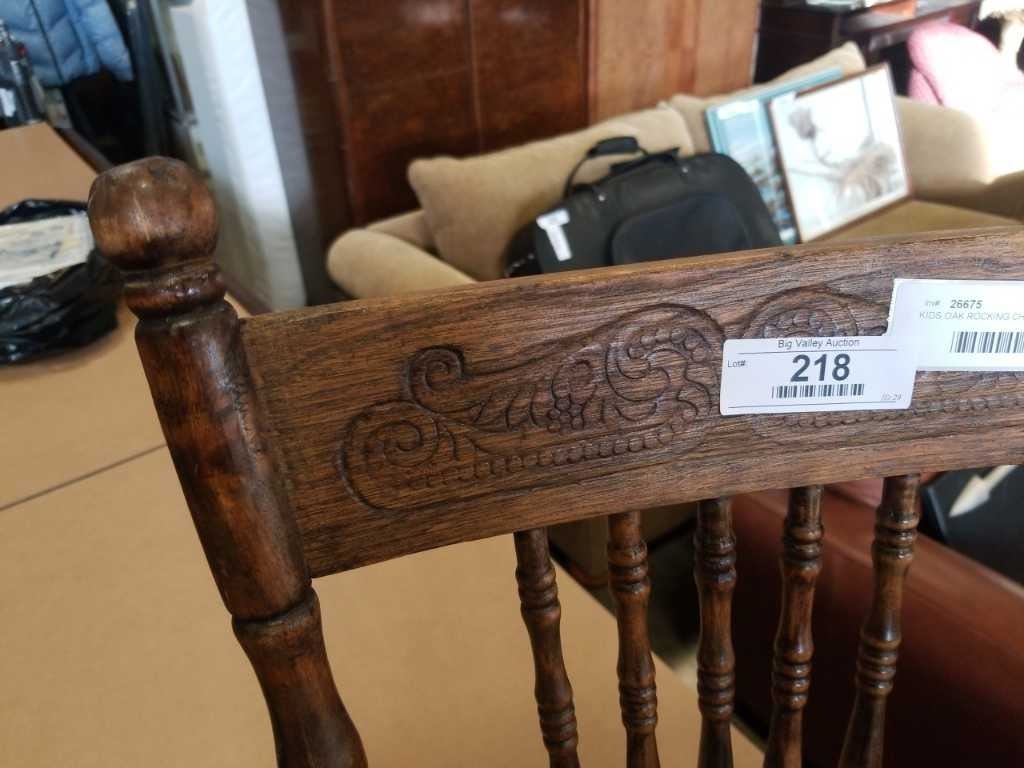 Big Valley Auction
Lot#:
218
Inv# 26675
KIDS OAK ROCKING CH